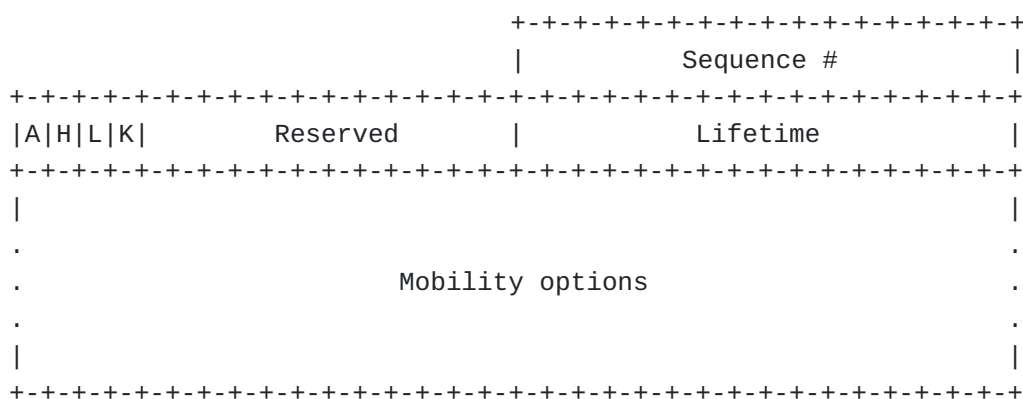 +-+-+-+-+-+-+-+-+-+-+-+-+-+-+-+-+
                                |          Sequence #           |
+-+-+-+-+-+-+-+-+-+-+-+-+-+-+-+-+-+-+-+-+-+-+-+-+-+-+-+-+-+-+-+-+
|A|H|L|K|        Reserved       |           Lifetime            |
+-+-+-+-+-+-+-+-+-+-+-+-+-+-+-+-+-+-+-+-+-+-+-+-+-+-+-+-+-+-+-+-+
|                                                               |
.                                                               .
.                        Mobility options                       .
.                                                               .
|                                                               |
+-+-+-+-+-+-+-+-+-+-+-+-+-+-+-+-+-+-+-+-+-+-+-+-+-+-+-+-+-+-+-+-+